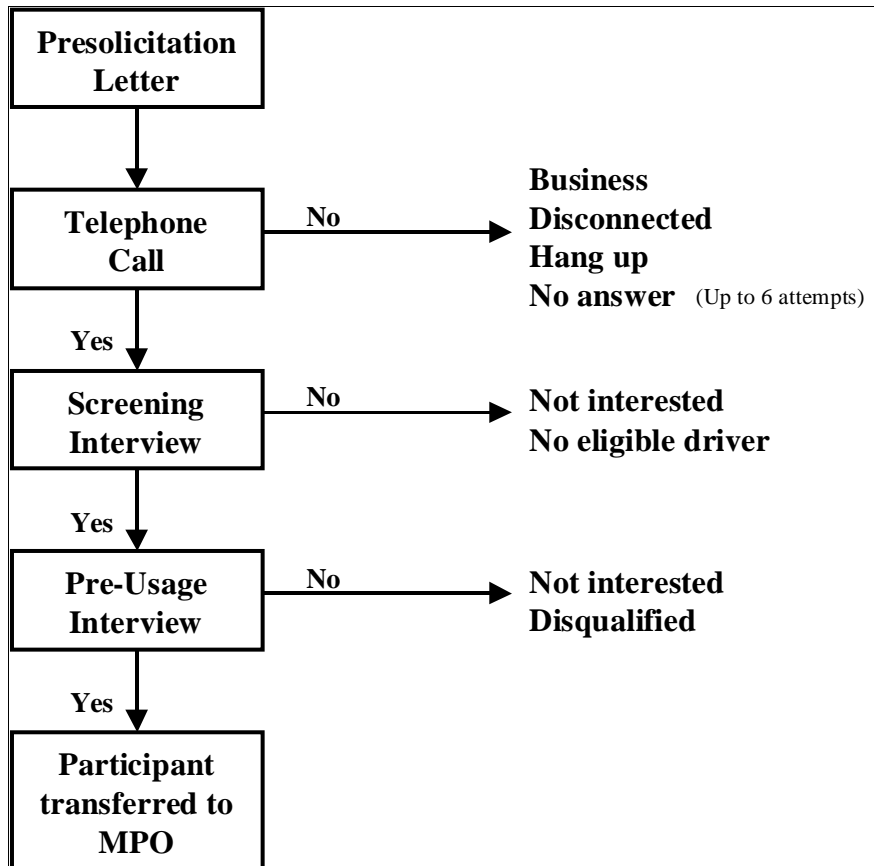 Presolicitation
Letter
Telephone
Call
No
Business
Disconnected
Hang up
No answer (Up to 6 attempts)
Yes
Screening
Interview
No
Not interested
No eligible driver
Yes
Pre-Usage
Interview
No
Not interested
Disqualified
Yes
Participant
transferred to
MPO